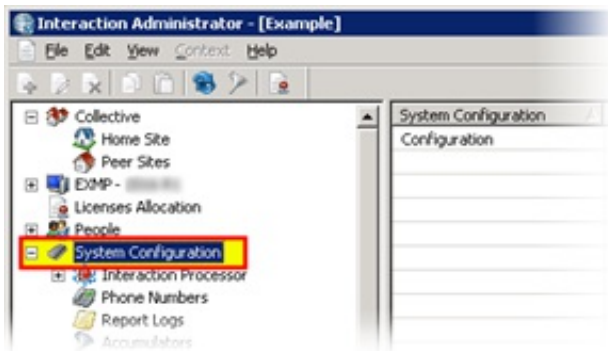 Interaction Administrator - [Example]
File Edit View Context Help
Collective
Home Site
Peer Sites
EXMP -
Licenses Allocation
People
System Configuration
Interaction Processor
Phone Numbers
Report Logs
Accumulators
System Configuration
Configuration